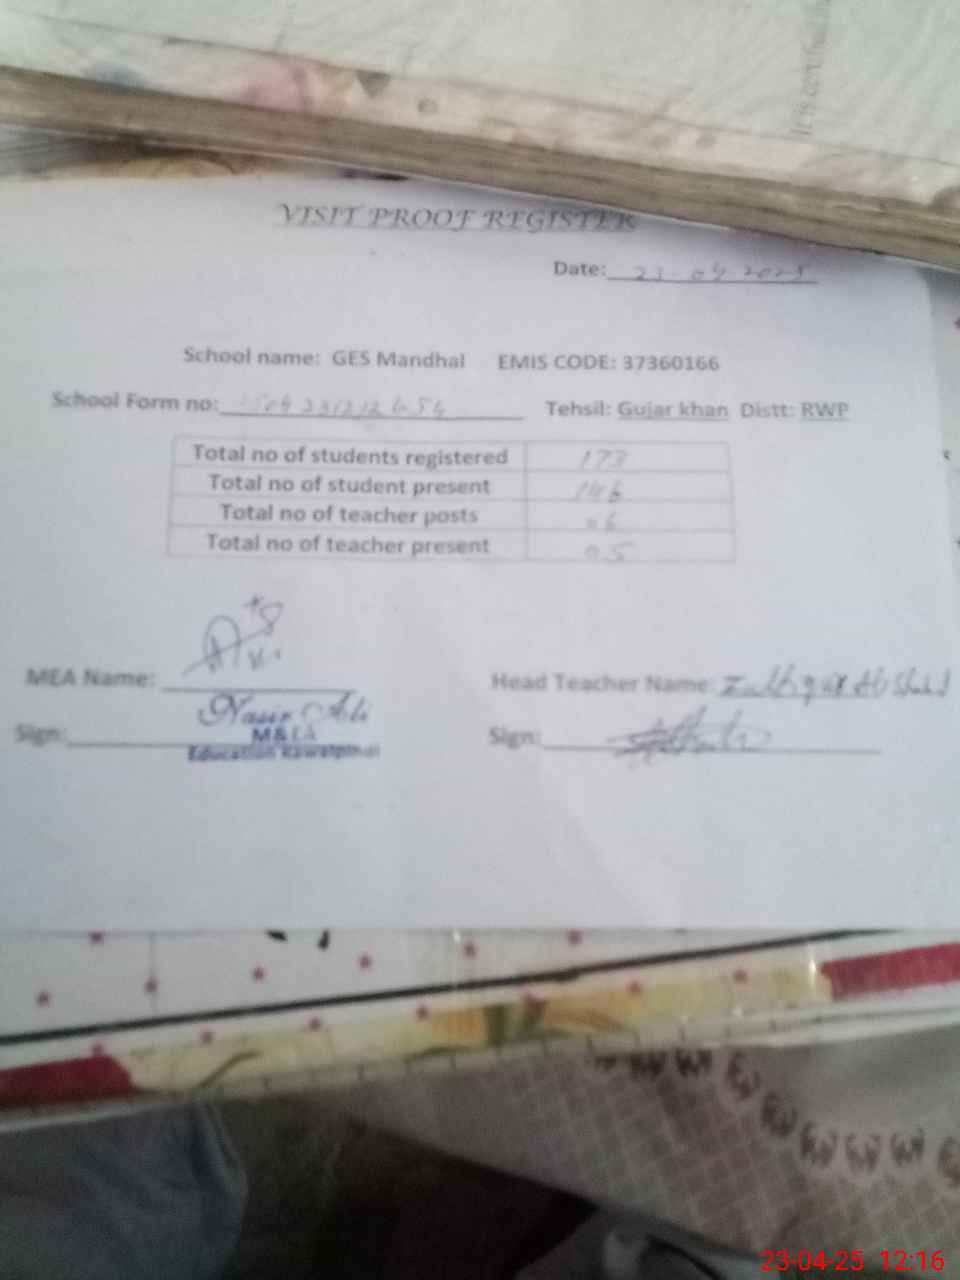 VISIT PROOF REGISTER
Date: 23-04-2025
School name: GES Mandhal EMIS CODE: 37360166
School Form no:
Tehsil: Gujar khan Distt: RWP
Total no of students registered 173
Total no of student present 146
Total no of teacher posts 06
Total no of teacher present 05
MEA Name:
Head Teacher Name:
Nasir Ali
M&EA
Education Rawalpindi
Sign:
Sign:
23-04-25 12:16